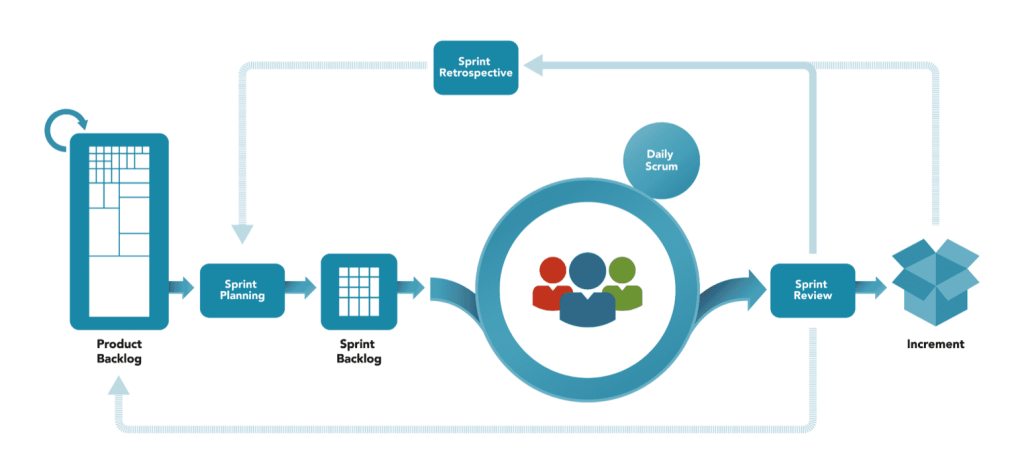 Sprint
Retrospective
Daily
Scrum
Sprint
Planning
Sprint
Review
Product
Backlog
Sprint
Backlog
Increment